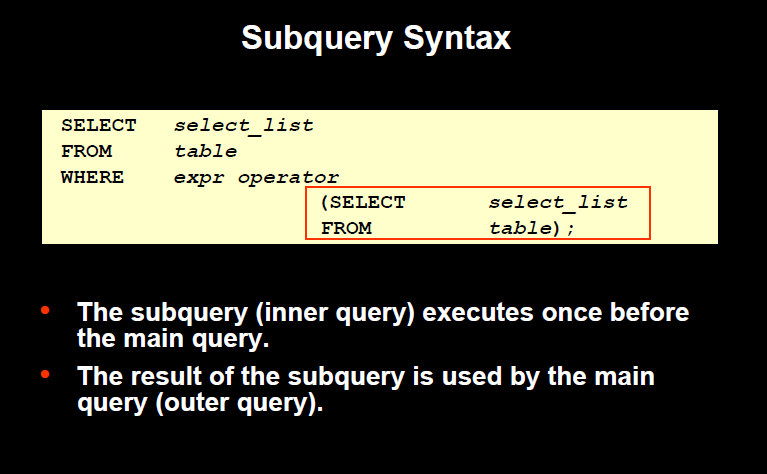 Subquery Syntax
SELECT select_list
FROM table
WHERE expr operator
(SELECT select_list
FROM table);
• The subquery (inner query) executes once before
the main query.
• The result of the subquery is used by the main
query (outer query).